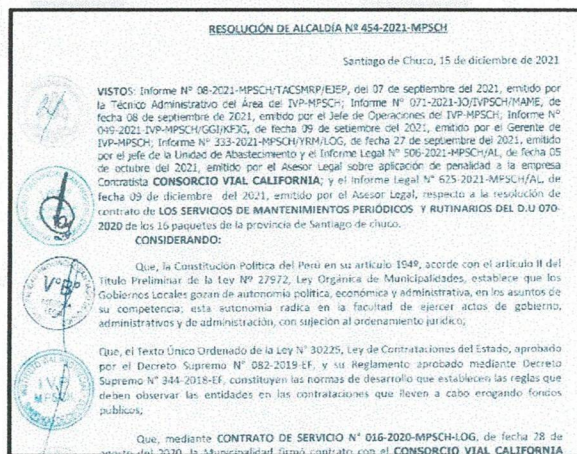 RESOLUCIÓN DE ALCALDÍA Nº 454-2021-MPSCH
Santiago de Chuco, 15 de diciembre de 2021
VISTOS: Informe Nº 08-2021-MPSCH/TACSMRP/EJEP, del 07 de septiembre del 2021, emitido por
la Técnico Administrativo del Área del IVP-MPSCH; Informe Nº 071-2021-JO/IVPSCH/MAME, de
fecha 08 de septiembre de 2021, emitido por el Jefe de Operaciones del IVP-MPSCH; Informe Nº
049-2021-IVP-MPSCH/GGI/KFJG, de fecha 09 de setiembre del 2021, emitido por el Gerente de
IVP-MPSCH; Informe Nº 333-2021-MPSCH/YRM/LOG, de fecha 27 de septiembre del 2021, emitido
por el jefe de la Unidad de Abastecimiento y el Informe Legal Nº 506-2021-MPSCH/AL, de fecha 05
de octubre del 2021, emitido por el Asesor Legal sobre aplicación de penalidad a la empresa
Contratista CONSORCIO VIAL CALIFORNIA; y el Informe Legal Nº 625-2021-MPSCH/AL, de
fecha 09 de diciembre del 2021, emitido por el Asesor Legal, respecto a la resolución de
contrato de LOS SERVICIOS DE MANTENIMIENTOS PERIÓDICOS Y RUTINARIOS DEL D.U 070-
2020 de los 16 paquetes de la provincia de Santiago de chuco.
CONSIDERANDO:
Que, la Constitución Política del Perú en su artículo 194º, acorde con el artículo II del
Título Preliminar de la Ley Nº 27972, Ley Orgánica de Municipalidades, establece que los
Gobiernos Locales gozan de autonomía política, económica y administrativa, en los asuntos de
su competencia; esta autonomía radica en la facultad de ejercer actos de gobierno,
administrativos y de administración, con sujeción al ordenamiento jurídico;
VºBº
Que, el Texto Único Ordenado de la Ley Nº 30225, Ley de Contrataciones del Estado, aprobado
por el Decreto Supremo Nº 082-2019-EF, y su Reglamento aprobado mediante Decreto
Supremo Nº 344-2018-EF, constituyen las normas de desarrollo que establecen las reglas que
deben observar las entidades en las contrataciones que lleven a cabo erogando fondos
públicos;
IVP
MPSCH
Que, mediante CONTRATO DE SERVICIO Nº 016-2020-MPSCH-LOG, de fecha 28 de
agosto del 2020, la Municipalidad firmó contrato con el CONSORCIO VIAL CALIFORNIA